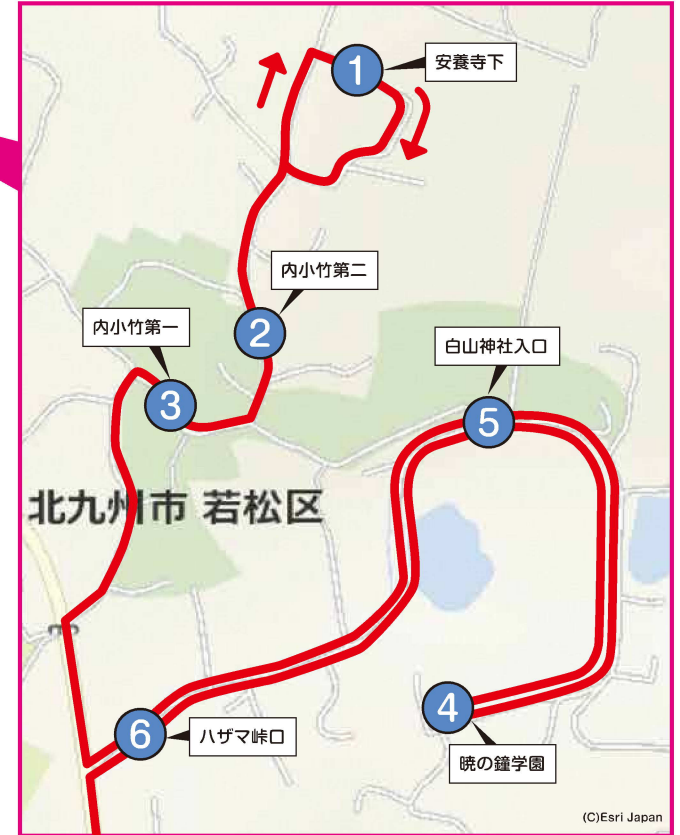 1
安養寺下
内小竹第二
2
内小竹第一
3
白山神社入口
5
北九州市 若松区
4
6
ハザマ峠口
暁の鐘学園
(C)Esri Japan